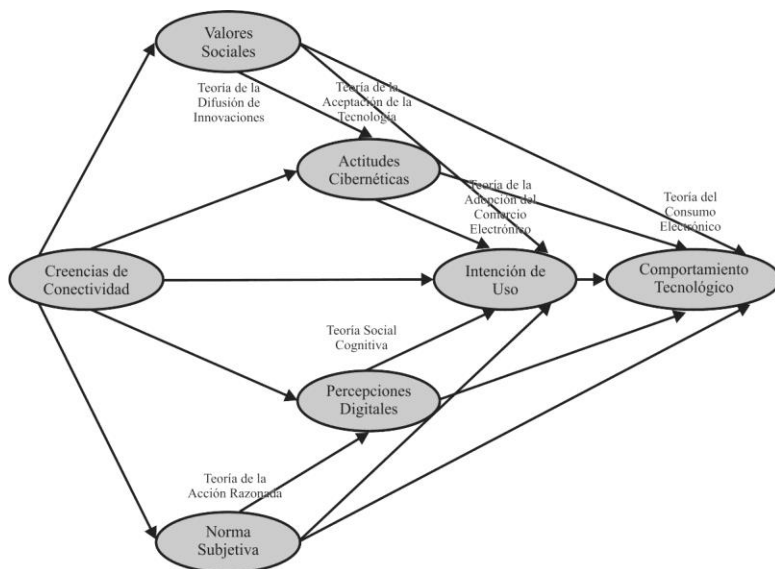 Valores
Sociales
Teoría de la
Difusión de
Innovaciones
Teoría de la
Aceptación de la
Tecnología
Actitudes
Cibernéticas
Teoría de la
Adopción del
Comercio
Electrónico
Teoría del
Consumo
Electrónico
Creencias de
Conectividad
Intención de
Uso
Comportamiento
Tecnológico
Teoría Social
Cognitiva
Percepciones
Digitales
Teoría de la
Acción Razonada
Norma
Subjetiva